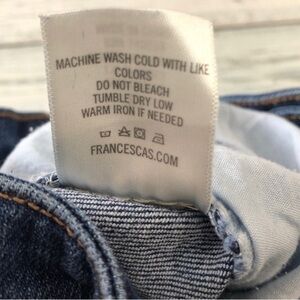 MACHINE WASH COLD WITH LIKE
COLORS
DO NOT BLEACH
TUMBLE DRY LOW
WARM IRON IF NEEDED
FRANCESCAS.COM